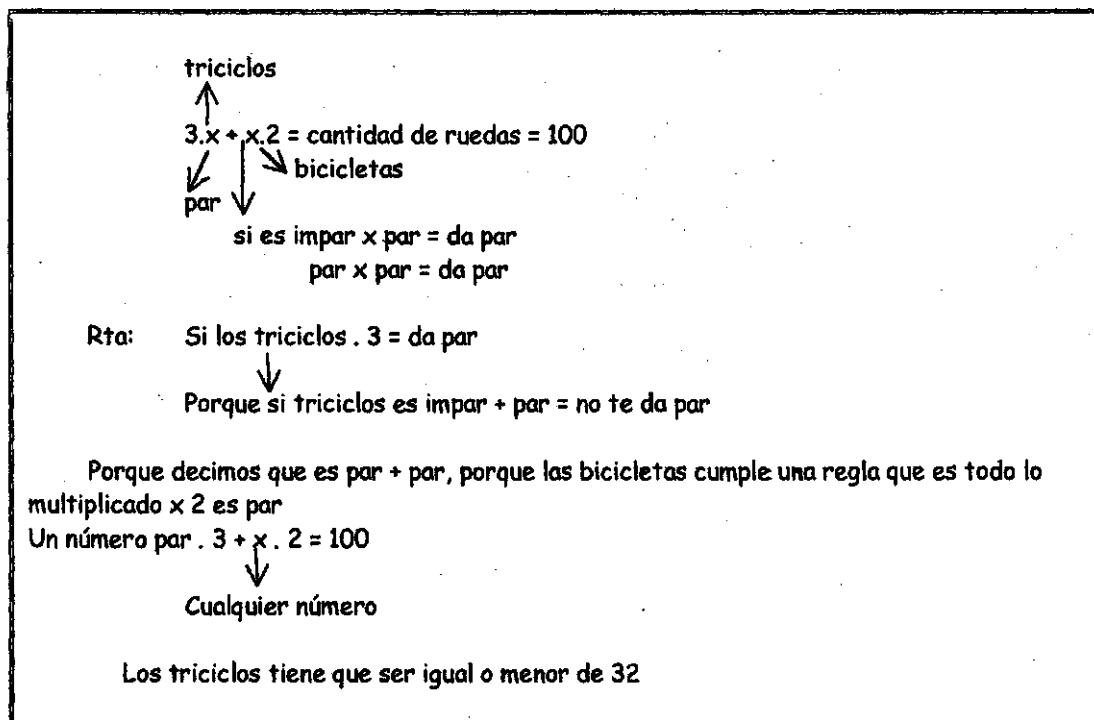 triciclos
3.x + x.2 = cantidad de ruedas = 100
bicicletas
par
si es impar x par = da par
par x par = da par
Rta: Si los triciclos . 3 = da par
Porque si triciclos es impar + par = no te da par
Porque decimos que es par + par, porque las bicicletas cumple una regla que es todo lo
multiplicado x 2 es par
Un número par . 3 + x . 2 = 100
Cualquier número
Los triciclos tiene que ser igual o menor de 32